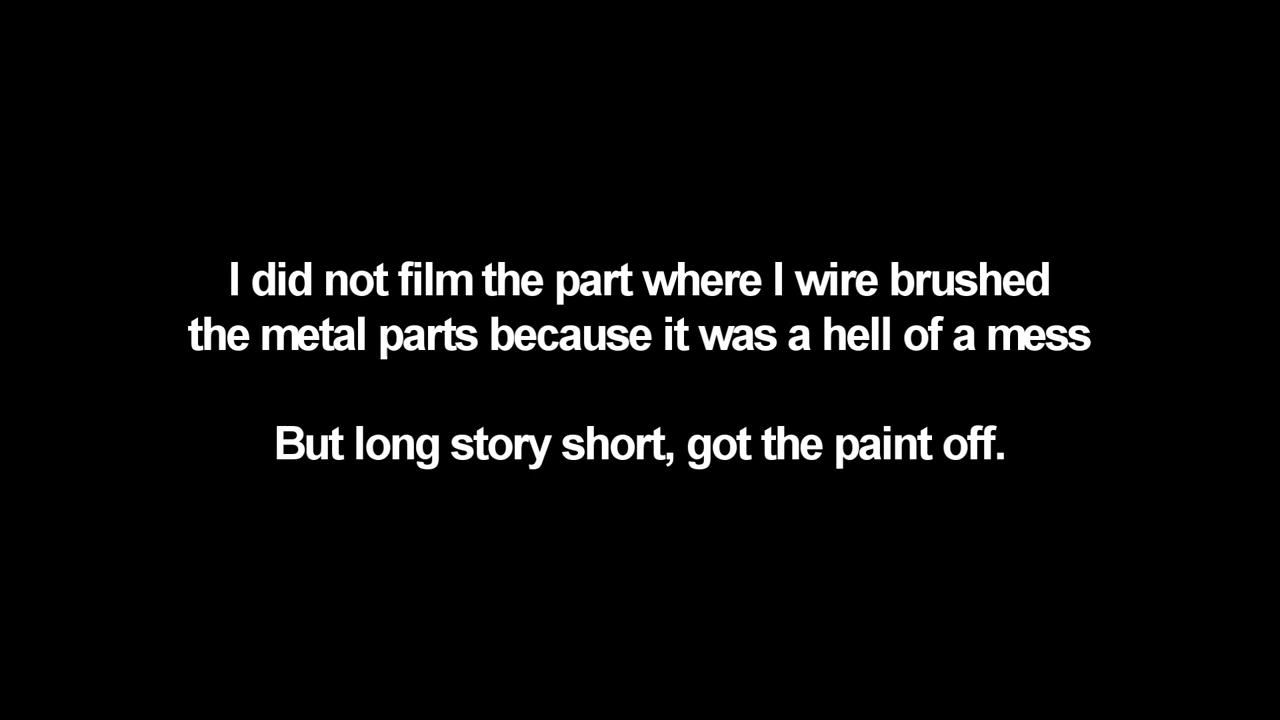 I did not film the part where I wire brushed
the metal parts because it was a hell of a mess
But long story short, got the paint off.